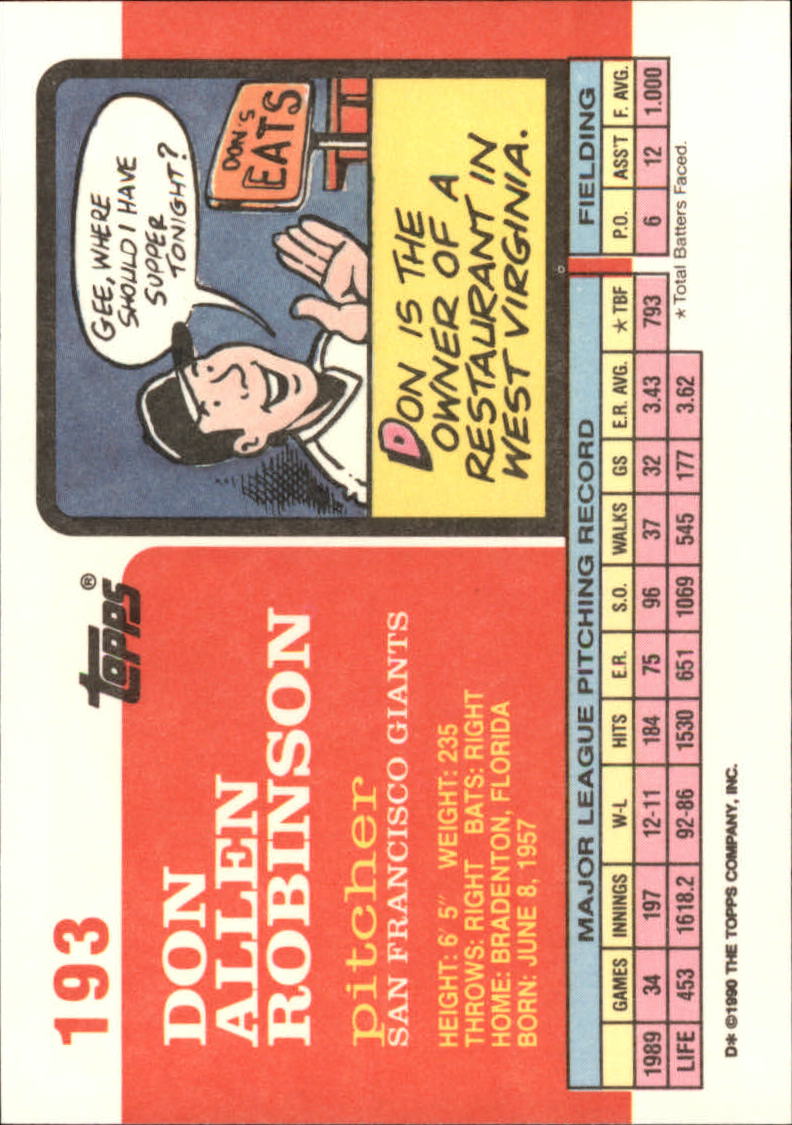 193
Topps®
DON
ALLEN
ROBINSON
pitcher
SAN FRANCISCO GIANTS
HEIGHT: 6' 5" WEIGHT: 235
THROWS: RIGHT BATS: RIGHT
HOME: BRADENTON, FLORIDA
BORN: JUNE 8, 1957
GEE, WHERE
SHOULD I HAVE
SUPPER
TONIGHT?
DON'S
EATS
DON IS THE
OWNER OF A
RESTAURANT IN
WEST VIRGINIA.
MAJOR LEAGUE PITCHING RECORD FIELDING
GAMES INNINGS W-L HITS E.R. S.O. WALKS GS E.R. AVG. ★TBF P.O. ASS'T F. AVG.
1989 34 197 12-11 184 75 96 37 32 3.43 793 6 12 1.000
LIFE 453 1618.2 92-86 1530 651 1069 545 177 3.62
★Total Batters Faced.
D* ©1990 THE TOPPS COMPANY, INC.